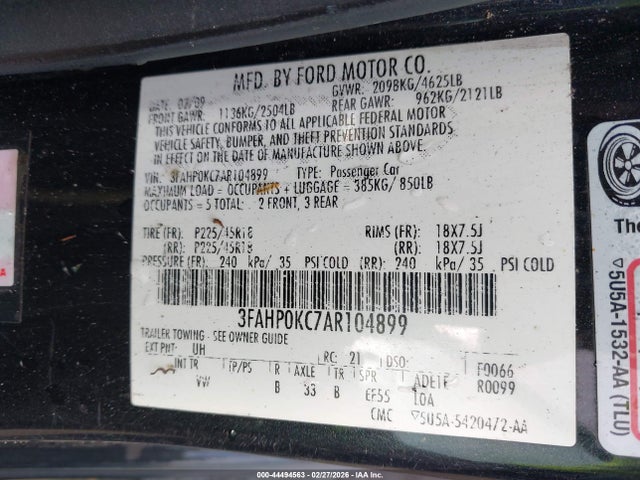 MFD. BY FORD MOTOR CO.
DATE: 07/09 GVWR: 2098KG/4625LB
FRONT GAWR: 1136KG/2504LB REAR GAWR: 962KG/2121LB
THIS VEHICLE CONFORMS TO ALL APPLICABLE FEDERAL MOTOR
VEHICLE SAFETY, BUMPER, AND THEFT PREVENTION STANDARDS
IN EFFECT ON THE DATE OF MANUFACTURE SHOWN ABOVE.
VIN: 3FAHP0KC7AR104899 TYPE: Passenger Car
MAXIMUM LOAD = OCCUPANTS + LUGGAGE = 385KG/850LB
OCCUPANTS = 5 TOTAL: 2 FRONT, 3 REAR
TIRE (FR): P225/45R18 RIMS (FR): 18X7.5J
(RR): P225/45R18 (RR): 18X7.5J
PRESSURE (FR): 240 kPa/ 35 PSI COLD (RR): 240 kPa/ 35 PSI COLD
3FAHP0KC7AR104899
TRAILER TOWING - SEE OWNER GUIDE
EXT PNT: UH RC: 21 DSO: F0066
INT TR TP/PS R AXLE TR SPR ADE1F R0099
VW B 33 B EF55 10A
CMC ▽5U5A-5420472-AA
The
▽5U5A-1532-AA (TLU)
000-44494563 | 02/27/2026 | IAA, Inc.